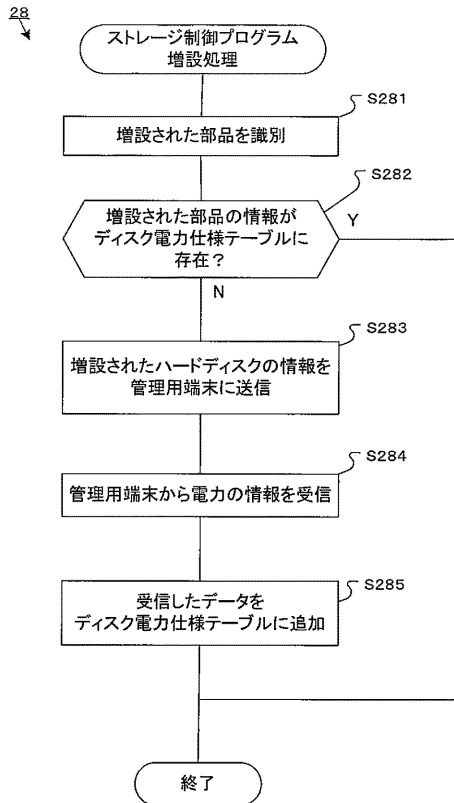 28
ストレージ制御プログラム
増設処理
S281
増設された部品を識別
S282
増設された部品の情報が
ディスク電力仕様テーブルに
存在?
Y
N
S283
増設されたハードディスクの情報を
管理用端末に送信
S284
管理用端末から電力の情報を受信
S285
受信したデータを
ディスク電力仕様テーブルに追加
終了